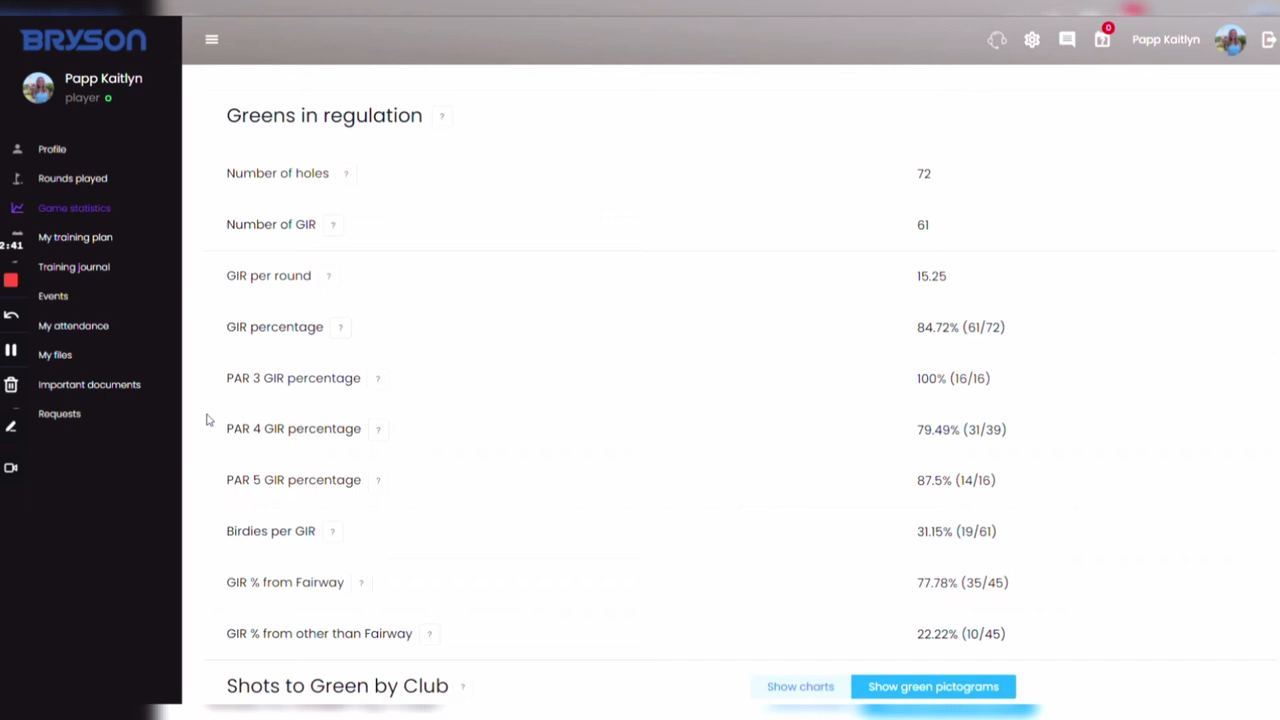 BRYSON
Papp Kaitlyn
player
Profile
Rounds played
Game statistics
My training plan
2:41
Training journal
Events
My attendance
My files
Important documents
Requests
0
Papp Kaitlyn
Greens in regulation ?
Number of holes ? 72
Number of GIR ? 61
GIR per round ? 15.25
GIR percentage ? 84.72% (61/72)
PAR 3 GIR percentage ? 100% (16/16)
PAR 4 GIR percentage ? 79.49% (31/39)
PAR 5 GIR percentage ? 87.5% (14/16)
Birdies per GIR ? 31.15% (19/61)
GIR % from Fairway ? 77.78% (35/45)
GIR % from other than Fairway ? 22.22% (10/45)
Shots to Green by Club ? Show charts Show green pictograms